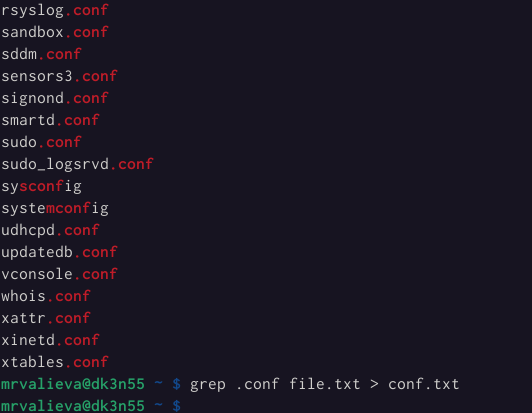 rsyslog.conf
sandbox.conf
sddm.conf
sensors3.conf
signond.conf
smartd.conf
sudo.conf
sudo_logsrvd.conf
sysconfig
systemconfig
udhcpd.conf
updatedb.conf
vconsole.conf
whois.conf
xattr.conf
xinetd.conf
xtables.conf
mrvalieva@dk3n55 ~ $ grep .conf file.txt > conf.txt
mrvalieva@dk3n55 ~ $